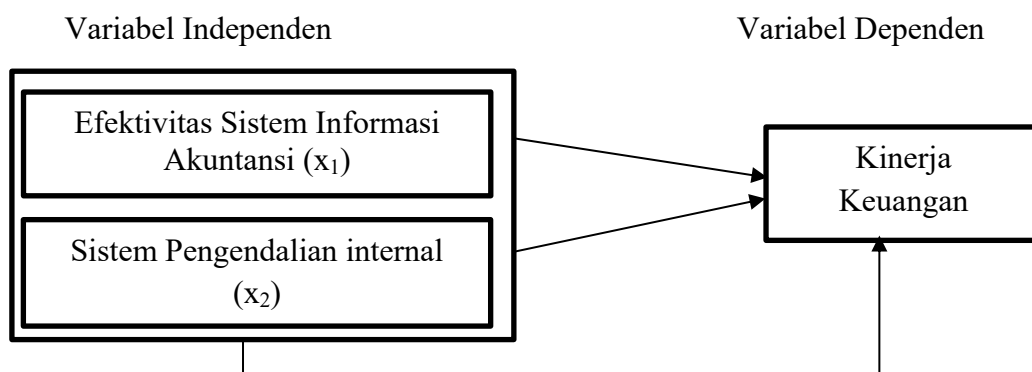 Variabel Independen
Variabel Dependen
Efektivitas Sistem Informasi
Akuntansi (x₁)
Kinerja
Keuangan
Sistem Pengendalian internal
(x₂)